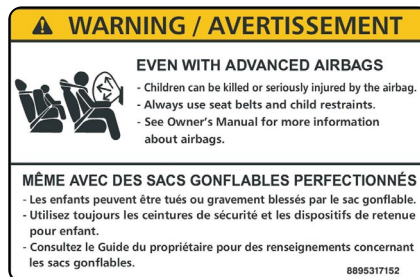 WARNING / AVERTISSEMENT
EVEN WITH ADVANCED AIRBAGS
- Children can be killed or seriously injured by the airbag.
- Always use seat belts and child restraints.
- See Owner's Manual for more information
about airbags.
MÊME AVEC DES SACS GONFLABLES PERFECTIONNÉS
- Les enfants peuvent être tués ou gravement blessés par le sac gonflable.
- Utilisez toujours les ceintures de sécurité et les dispositifs de retenue
pour enfant.
- Consultez le Guide du propriétaire pour des renseignements concernant
les sacs gonflables.
8895317152